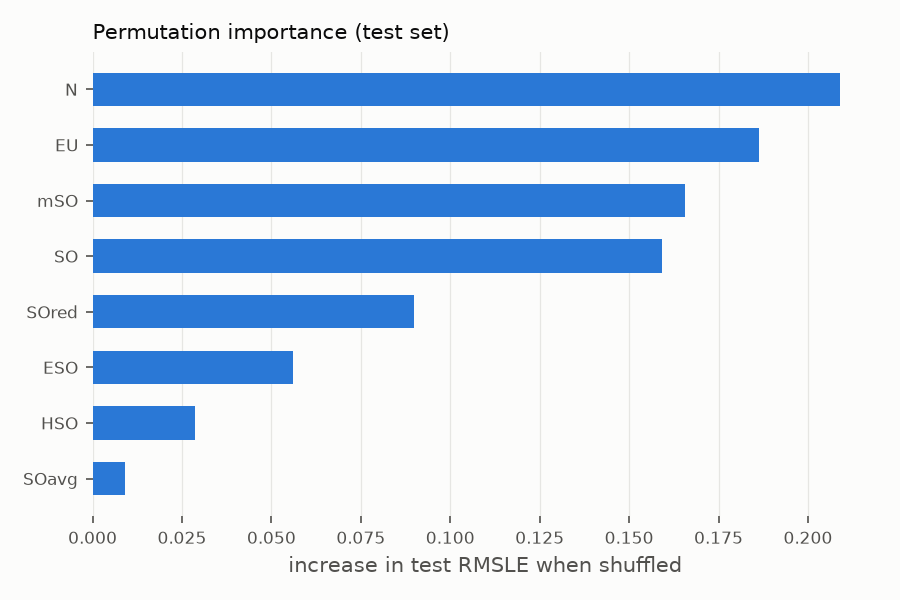 Permutation importance (test set)
N
EU
mSO
SO
SOred
ESO
HSO
SOavg
0.000 0.025 0.050 0.075 0.100 0.125 0.150 0.175 0.200
increase in test RMSLE when shuffled